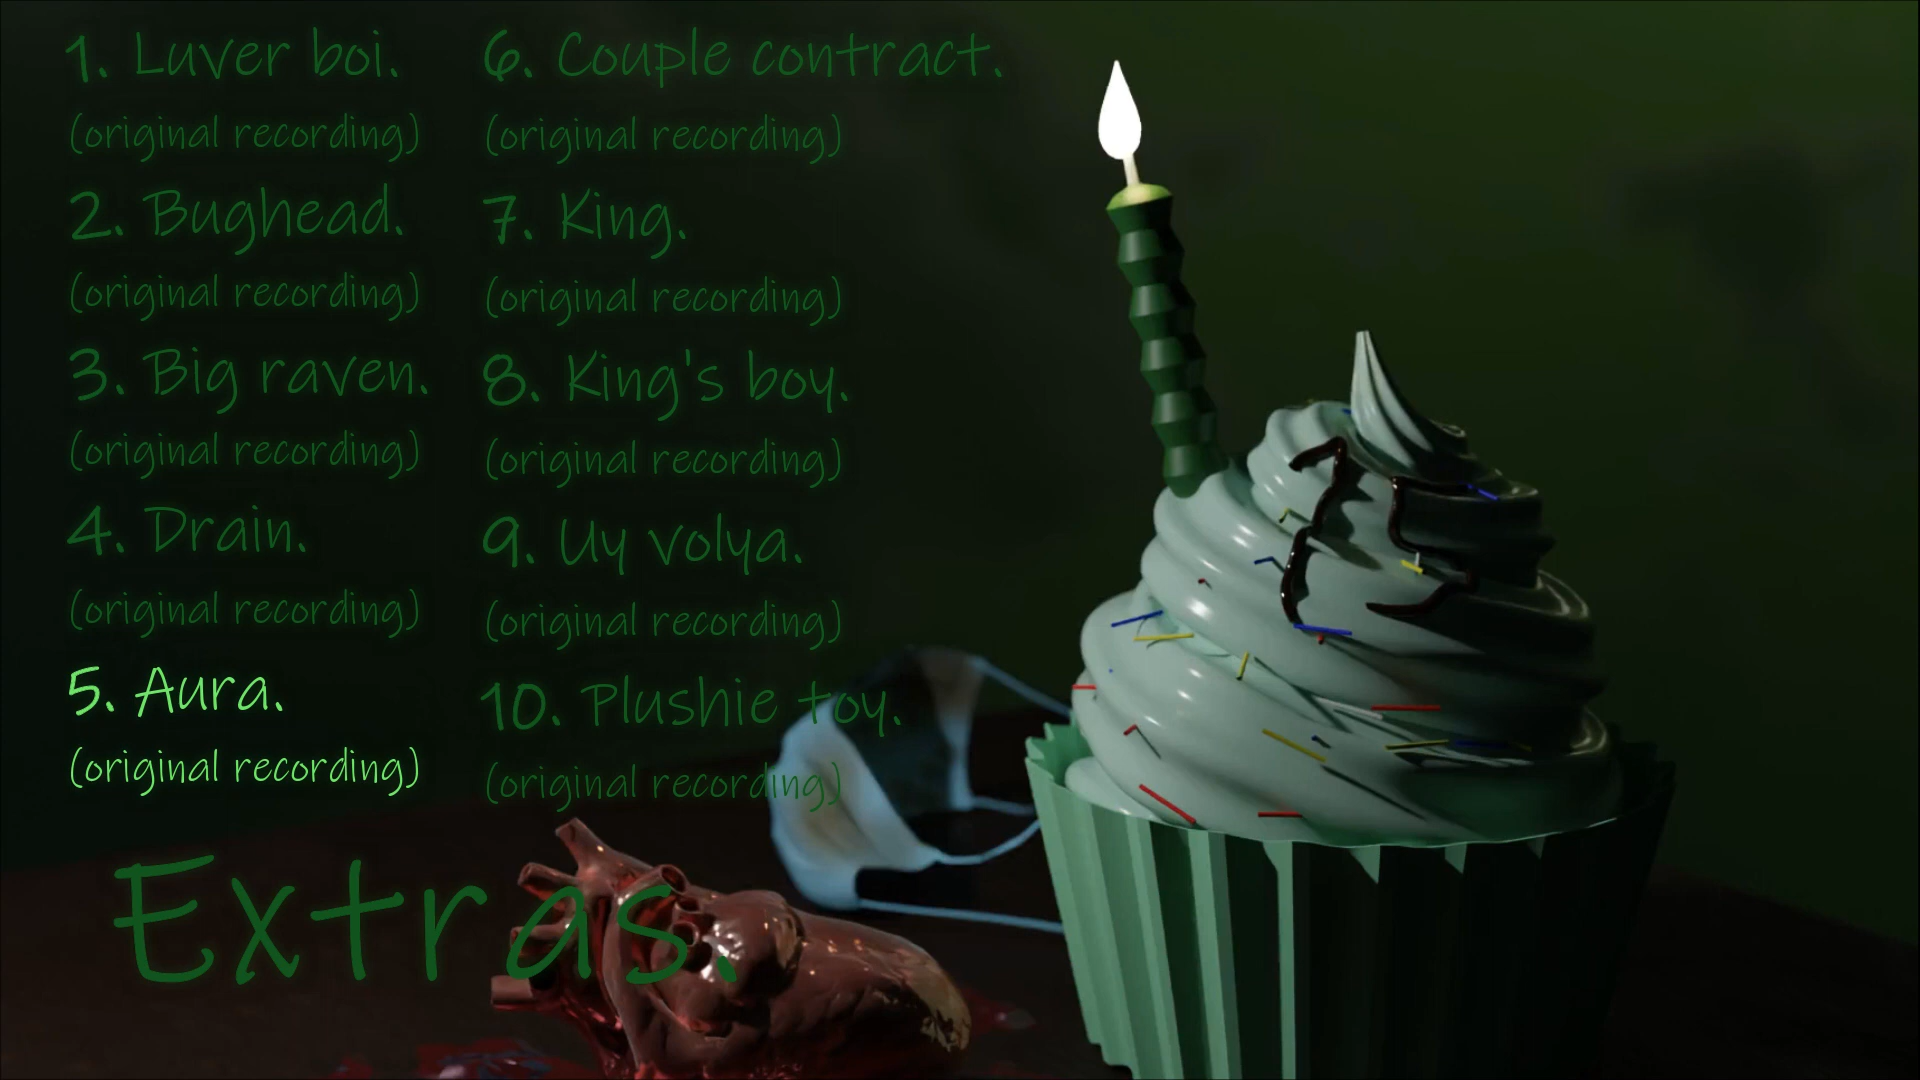 1. Luver boi.
(original recording)
2. Bughead.
(original recording)
3. Big raven.
(original recording)
4. Drain.
(original recording)
5. Aura.
(original recording)
6. Couple contract.
(original recording)
7. King.
(original recording)
8. King's boy.
(original recording)
9. Uy volya.
(original recording)
10. Plushie toy.
(original recording)
Extras.